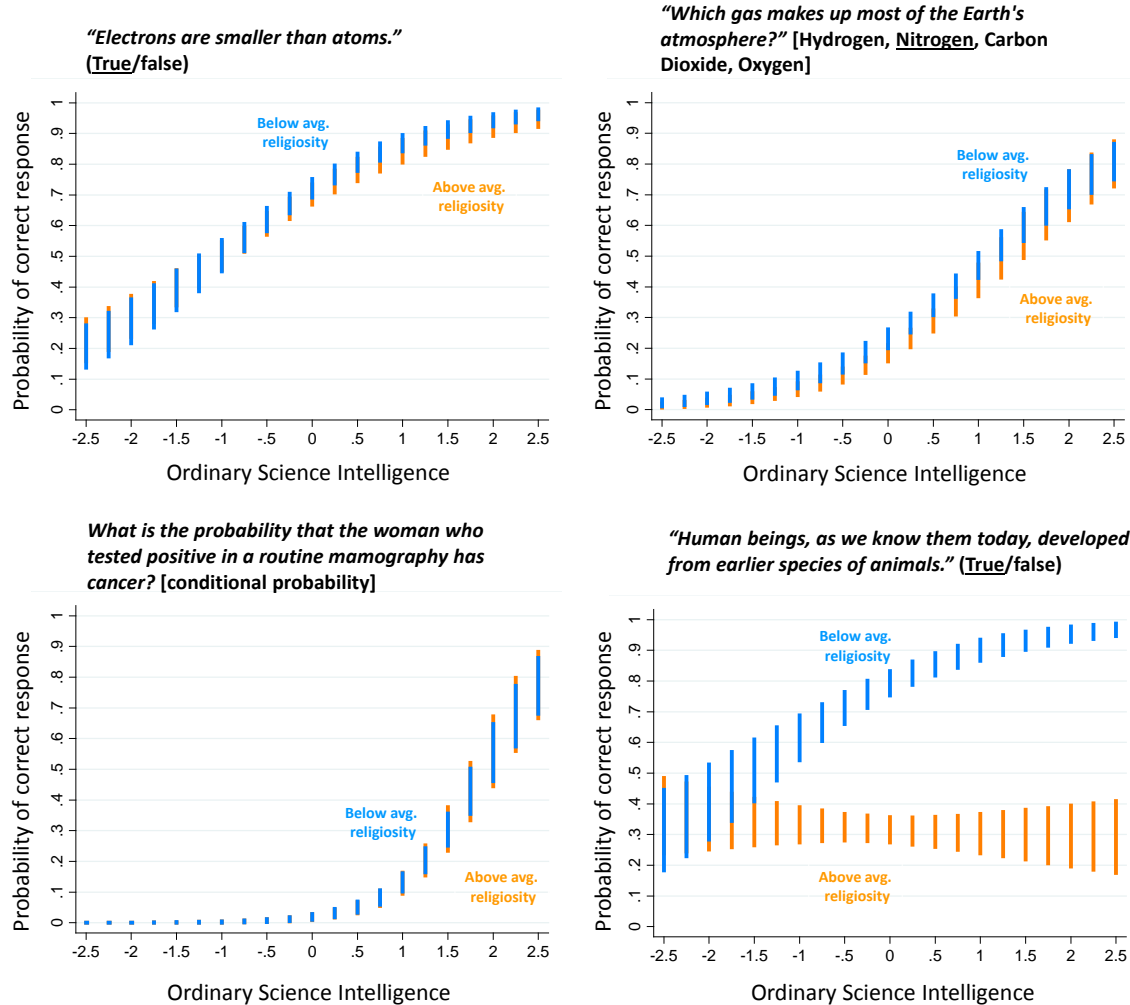 “Electrons are smaller than atoms.”
(True/false)
Probability of correct response
1
.9
.8
.7
.6
.5
.4
.3
.2
.1
0
Below avg.
religiosity
Above avg.
religiosity
-2.5 -2 -1.5 -1 -.5 0 .5 1 1.5 2 2.5
Ordinary Science Intelligence
“Which gas makes up most of the Earth's
atmosphere?” [Hydrogen, Nitrogen, Carbon
Dioxide, Oxygen]
Probability of correct response
1
.9
.8
.7
.6
.5
.4
.3
.2
.1
0
Below avg.
religiosity
Above avg.
religiosity
-2.5 -2 -1.5 -1 -.5 0 .5 1 1.5 2 2.5
Ordinary Science Intelligence
What is the probability that the woman who
tested positive in a routine mamography has
cancer? [conditional probability]
Probability of correct response
1
.9
.8
.7
.6
.5
.4
.3
.2
.1
0
Below avg.
religiosity
Above avg.
religiosity
-2.5 -2 -1.5 -1 -.5 0 .5 1 1.5 2 2.5
Ordinary Science Intelligence
“Human beings, as we know them today, developed
from earlier species of animals.” (True/false)
Probability of correct response
1
.9
.8
.7
.6
.5
.4
.3
.2
.1
0
Below avg.
religiosity
Above avg.
religiosity
-2.5 -2 -1.5 -1 -.5 0 .5 1 1.5 2 2.5
Ordinary Science Intelligence